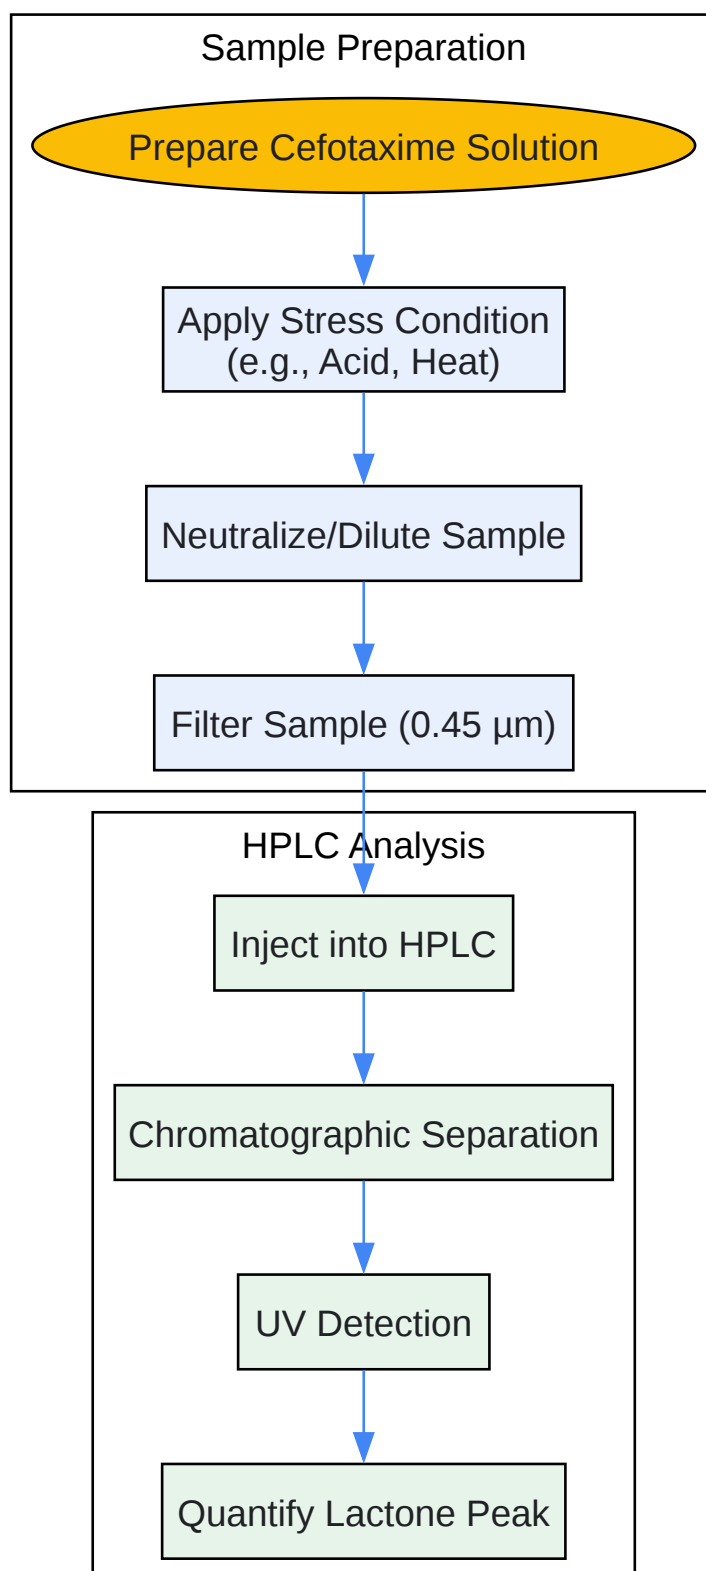 Sample Preparation
Prepare Cefotaxime Solution
Apply Stress Condition
(e.g., Acid, Heat)
Neutralize/Dilute Sample
Filter Sample (0.45 µm)
HPLC Analysis
Inject into HPLC
Chromatographic Separation
UV Detection
Quantify Lactone Peak